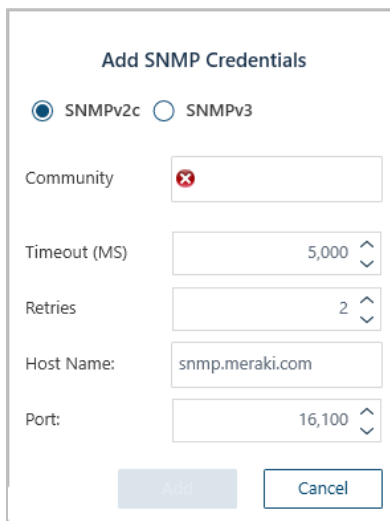 Add SNMP Credentials
SNMPv2c SNMPv3
Community
Timeout (MS) 5,000
Retries 2
Host Name: snmp.meraki.com
Port: 16,100
Add Cancel